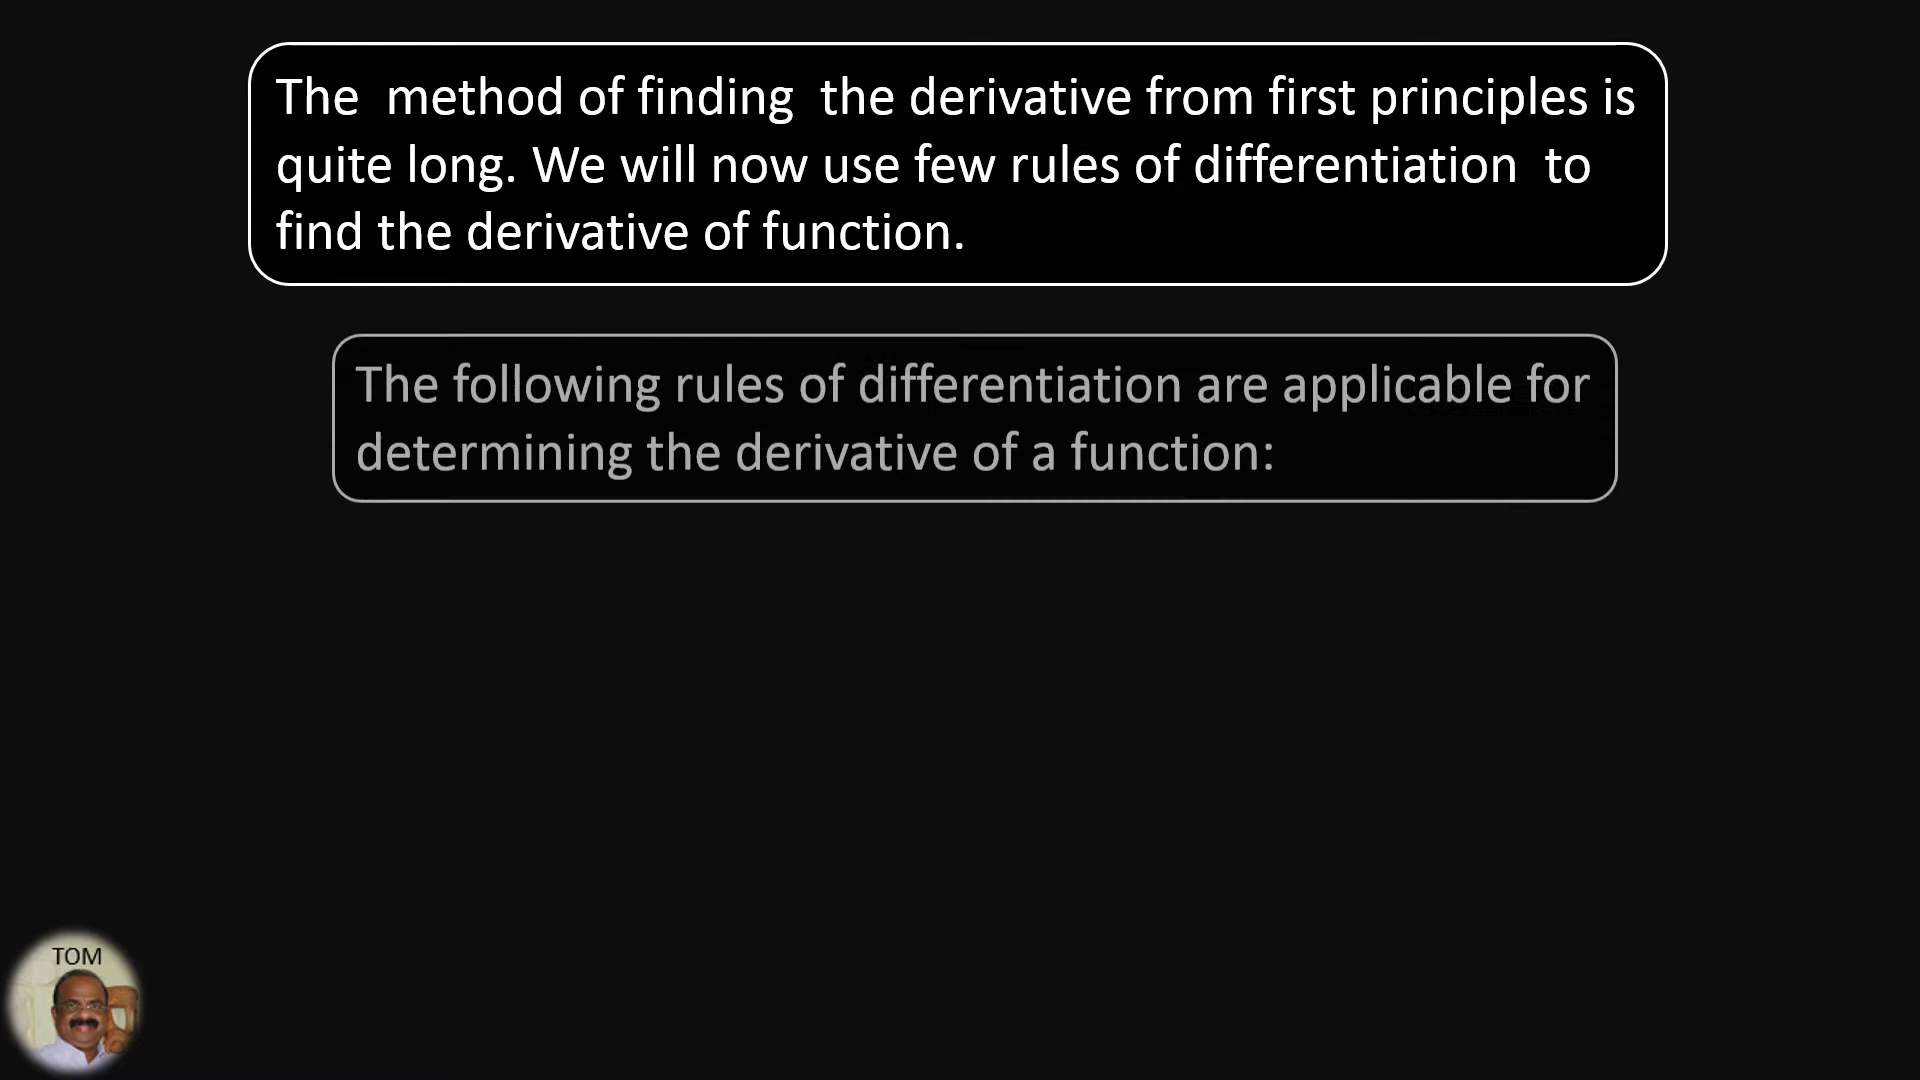 The method of finding the derivative from first principles is
quite long. We will now use few rules of differentiation to
find the derivative of function.
The following rules of differentiation are applicable for
determining the derivative of a function:
TOM